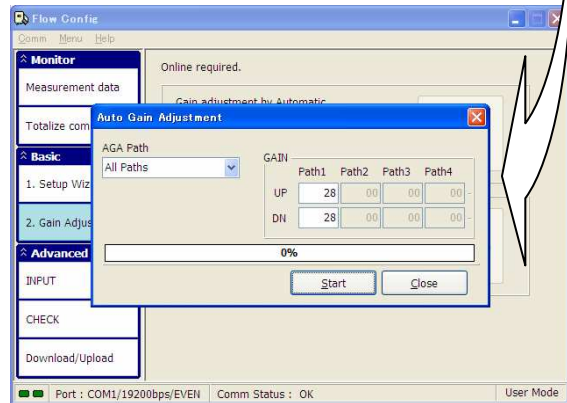 Flow Config
Comm Menu Help
Monitor
Online required.
Measurement data
Gain adjustment by Automatic
Totalize com
Auto Gain Adjustment
AGA Path
All Paths
GAIN
Path1 Path2 Path3 Path4
UP 28 00 00 00
DN 28 00 00 00
0%
Start Close
Basic
1. Setup Wiz
2. Gain Adjus
Advanced
INPUT
CHECK
Download/Upload
Port : COM1/19200bps/EVEN Comm Status : OK User Mode